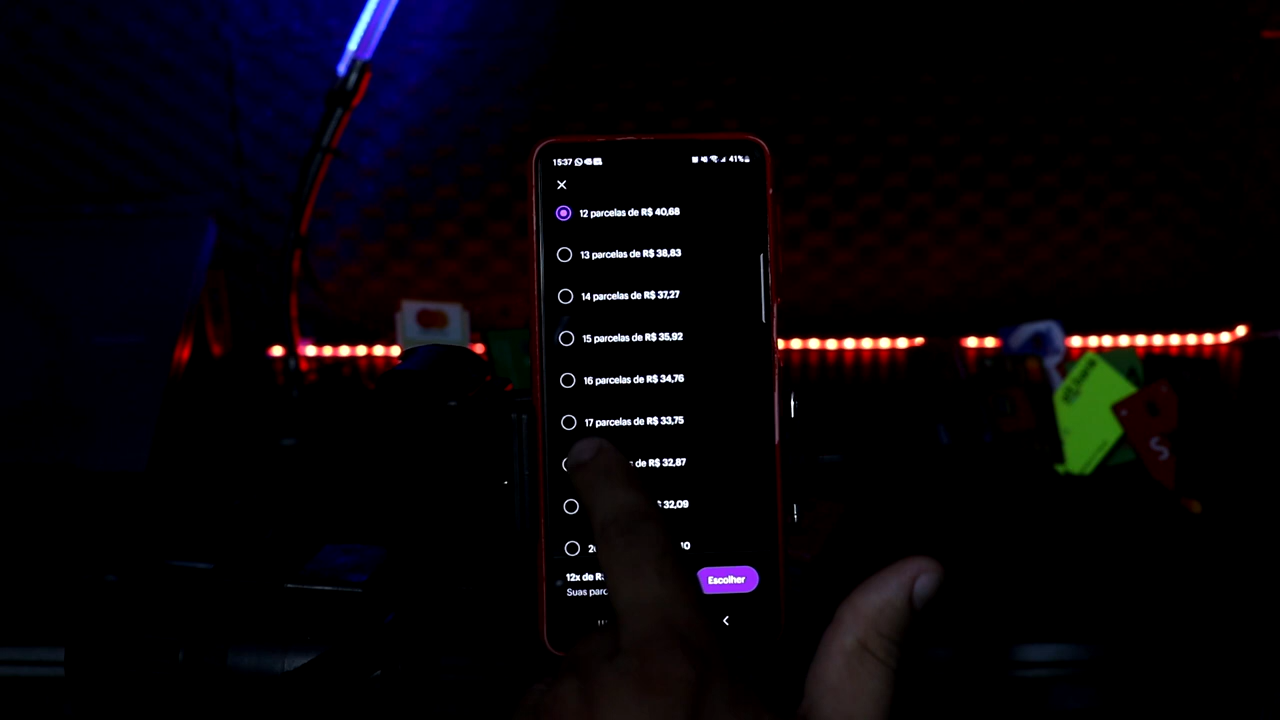 15:37
41%
12 parcelas de R$ 40,68
13 parcelas de R$ 38,83
14 parcelas de R$ 37,27
15 parcelas de R$ 35,92
16 parcelas de R$ 34,76
17 parcelas de R$ 33,75
de R$ 32,87
32,09
12x de
Suas
Escolher
S